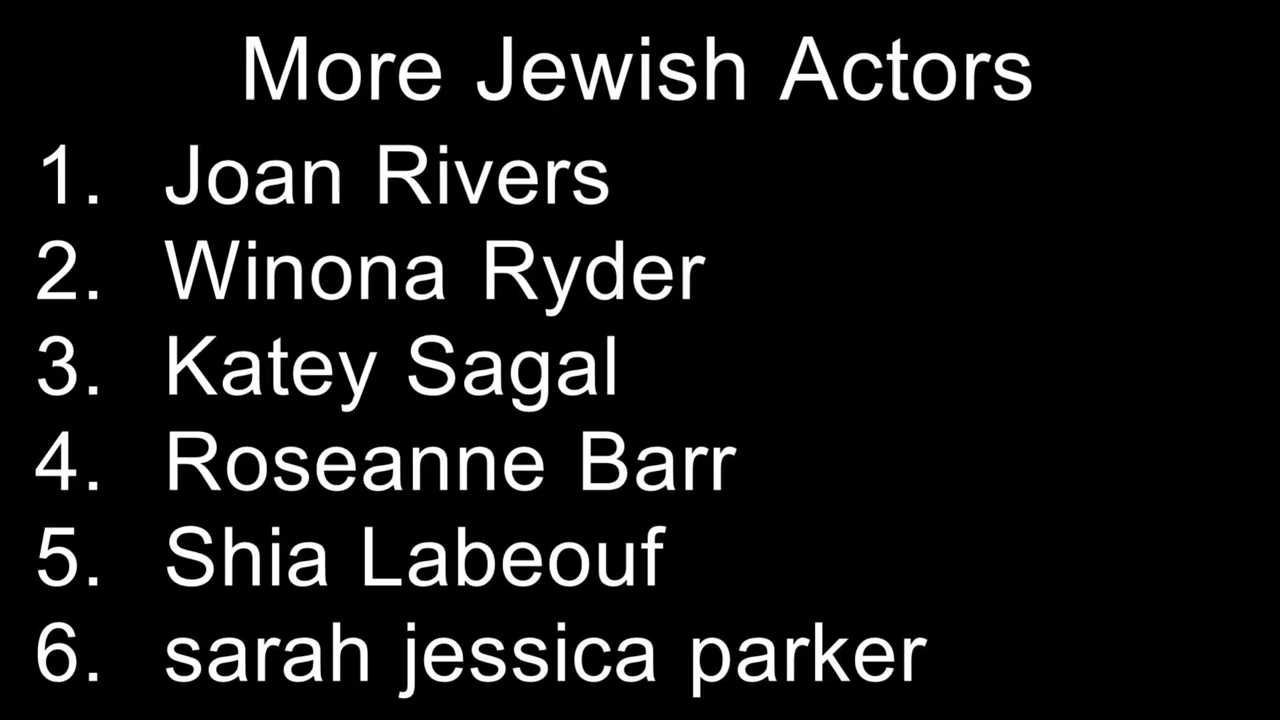 More Jewish Actors
1. Joan Rivers
2. Winona Ryder
3. Katey Sagal
4. Roseanne Barr
5. Shia Labeouf
6. sarah jessica parker